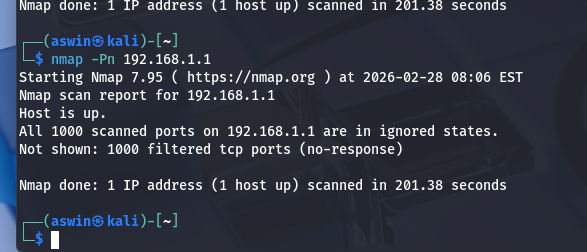 Nmap done: 1 IP address (1 host up) scanned in 201.38 seconds
┌──(aswin㉿kali)-[~]
└─$ nmap -Pn 192.168.1.1
Starting Nmap 7.95 ( https://nmap.org ) at 2026-02-28 08:06 EST
Nmap scan report for 192.168.1.1
Host is up.
All 1000 scanned ports on 192.168.1.1 are in ignored states.
Not shown: 1000 filtered tcp ports (no-response)
Nmap done: 1 IP address (1 host up) scanned in 201.38 seconds
┌──(aswin㉿kali)-[~]
└─$